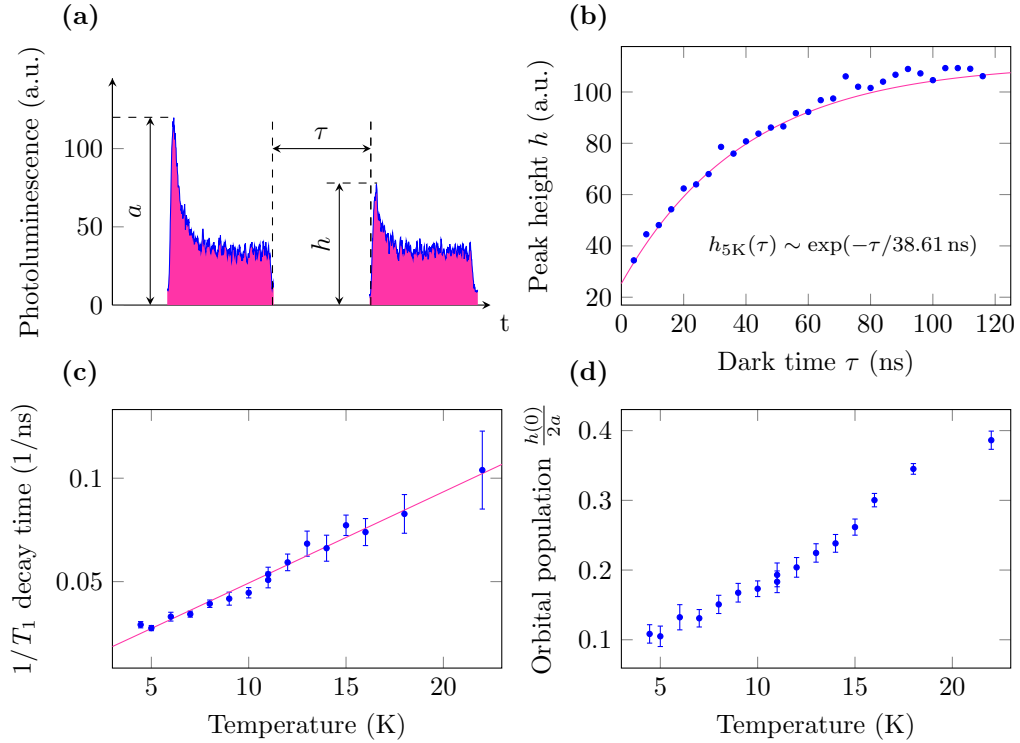 (a)
Photoluminescence (a.u.)
100
50
0
a
τ
h
t
(b)
Peak height h (a.u.)
100
80
60
40
20
h5K(τ) ∼ exp(−τ/38.61 ns)
0 20 40 60 80 100 120
Dark time τ (ns)
(c)
1/T1 decay time (1/ns)
0.1
0.05
5 10 15 20
Temperature (K)
(d)
Orbital population h(0)/2a
0.4
0.3
0.2
0.1
5 10 15 20
Temperature (K)